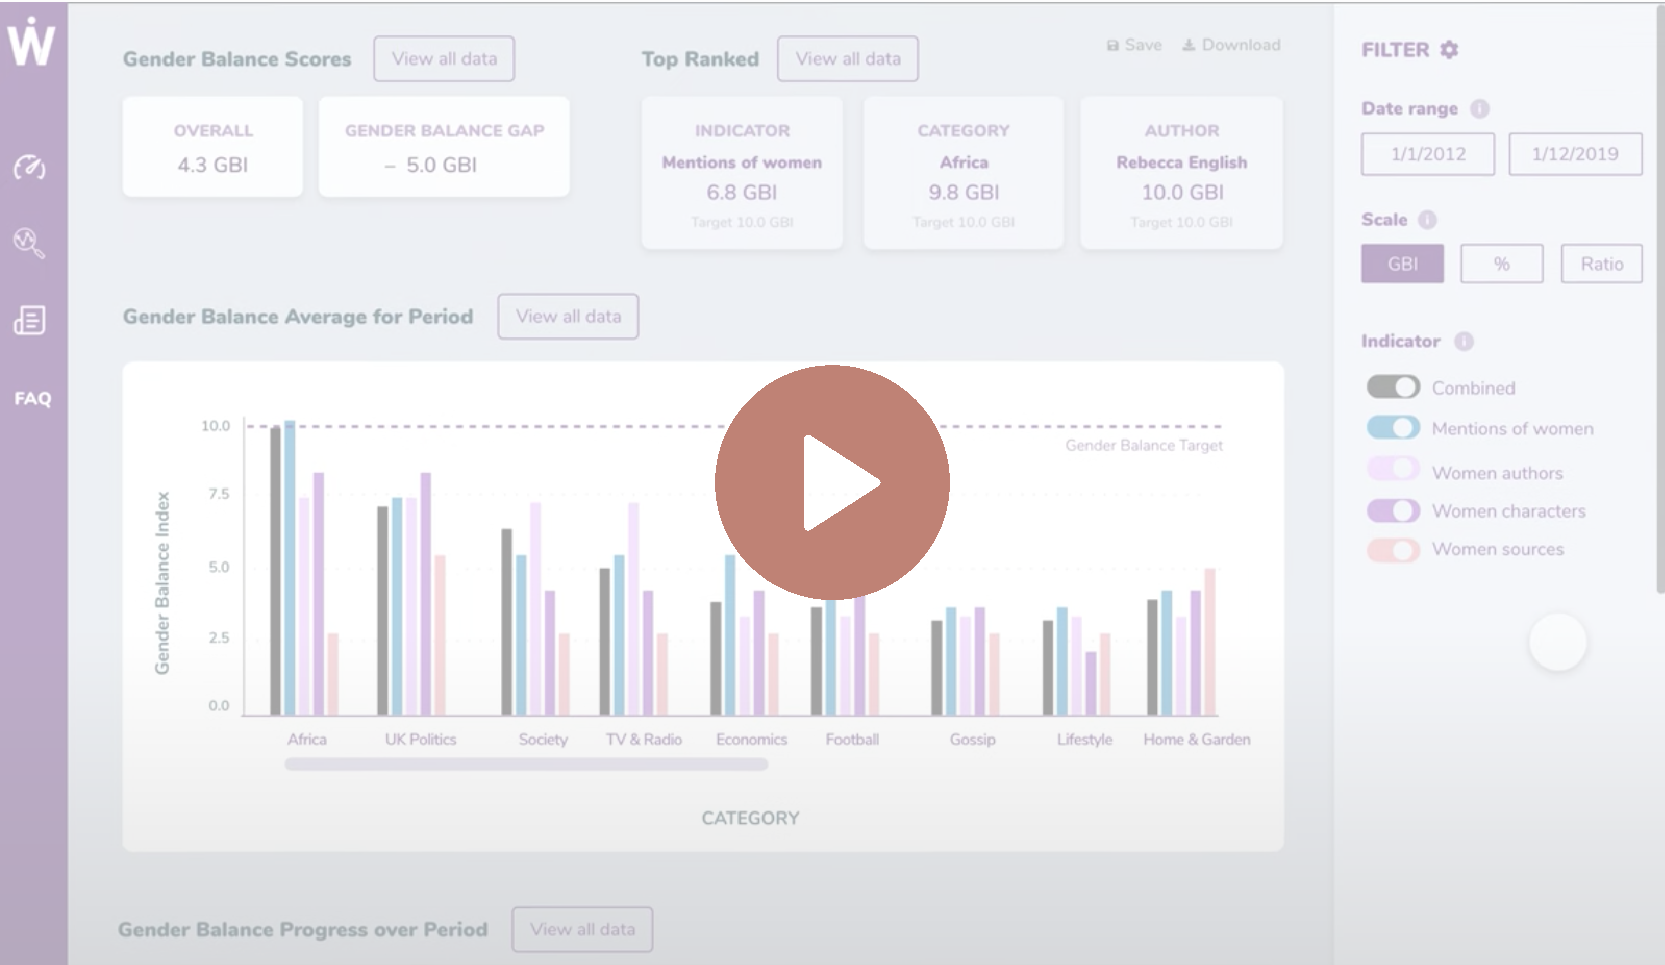 Ẇ
FAQ
Gender Balance Scores
View all data
OVERALL
4.3 GBI
GENDER BALANCE GAP
– 5.0 GBI
Top Ranked
View all data
Save
Download
INDICATOR
Mentions of women
6.8 GBI
Target 10.0 GBI
CATEGORY
Africa
9.8 GBI
Target 10.0 GBI
AUTHOR
Rebecca English
10.0 GBI
Target 10.0 GBI
Gender Balance Average for Period
View all data
Gender Balance Index
10.0
7.5
5.0
2.5
0.0
Gender Balance Target
Africa
UK Politics
Society
TV & Radio
Economics
Football
Gossip
Lifestyle
Home & Garden
CATEGORY
Gender Balance Progress over Period
View all data
FILTER
Date range
1/1/2012
1/12/2019
Scale
GBI
%
Ratio
Indicator
Combined
Mentions of women
Women authors
Women characters
Women sources